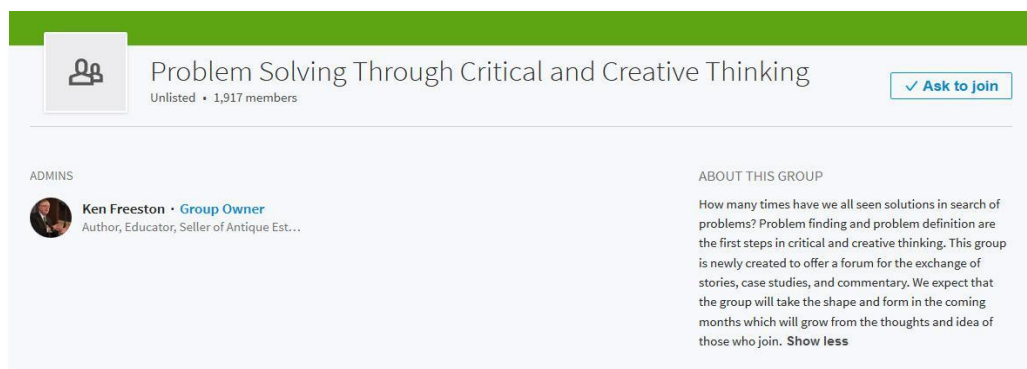 Problem Solving Through Critical and Creative Thinking
Unlisted • 1,917 members
✓ Ask to join
ADMINS
Ken Freeston • Group Owner
Author, Educator, Seller of Antique Est...
ABOUT THIS GROUP
How many times have we all seen solutions in search of
problems? Problem finding and problem definition are
the first steps in critical and creative thinking. This group
is newly created to offer a forum for the exchange of
stories, case studies, and commentary. We expect that
the group will take the shape and form in the coming
months which will grow from the thoughts and idea of
those who join. Show less